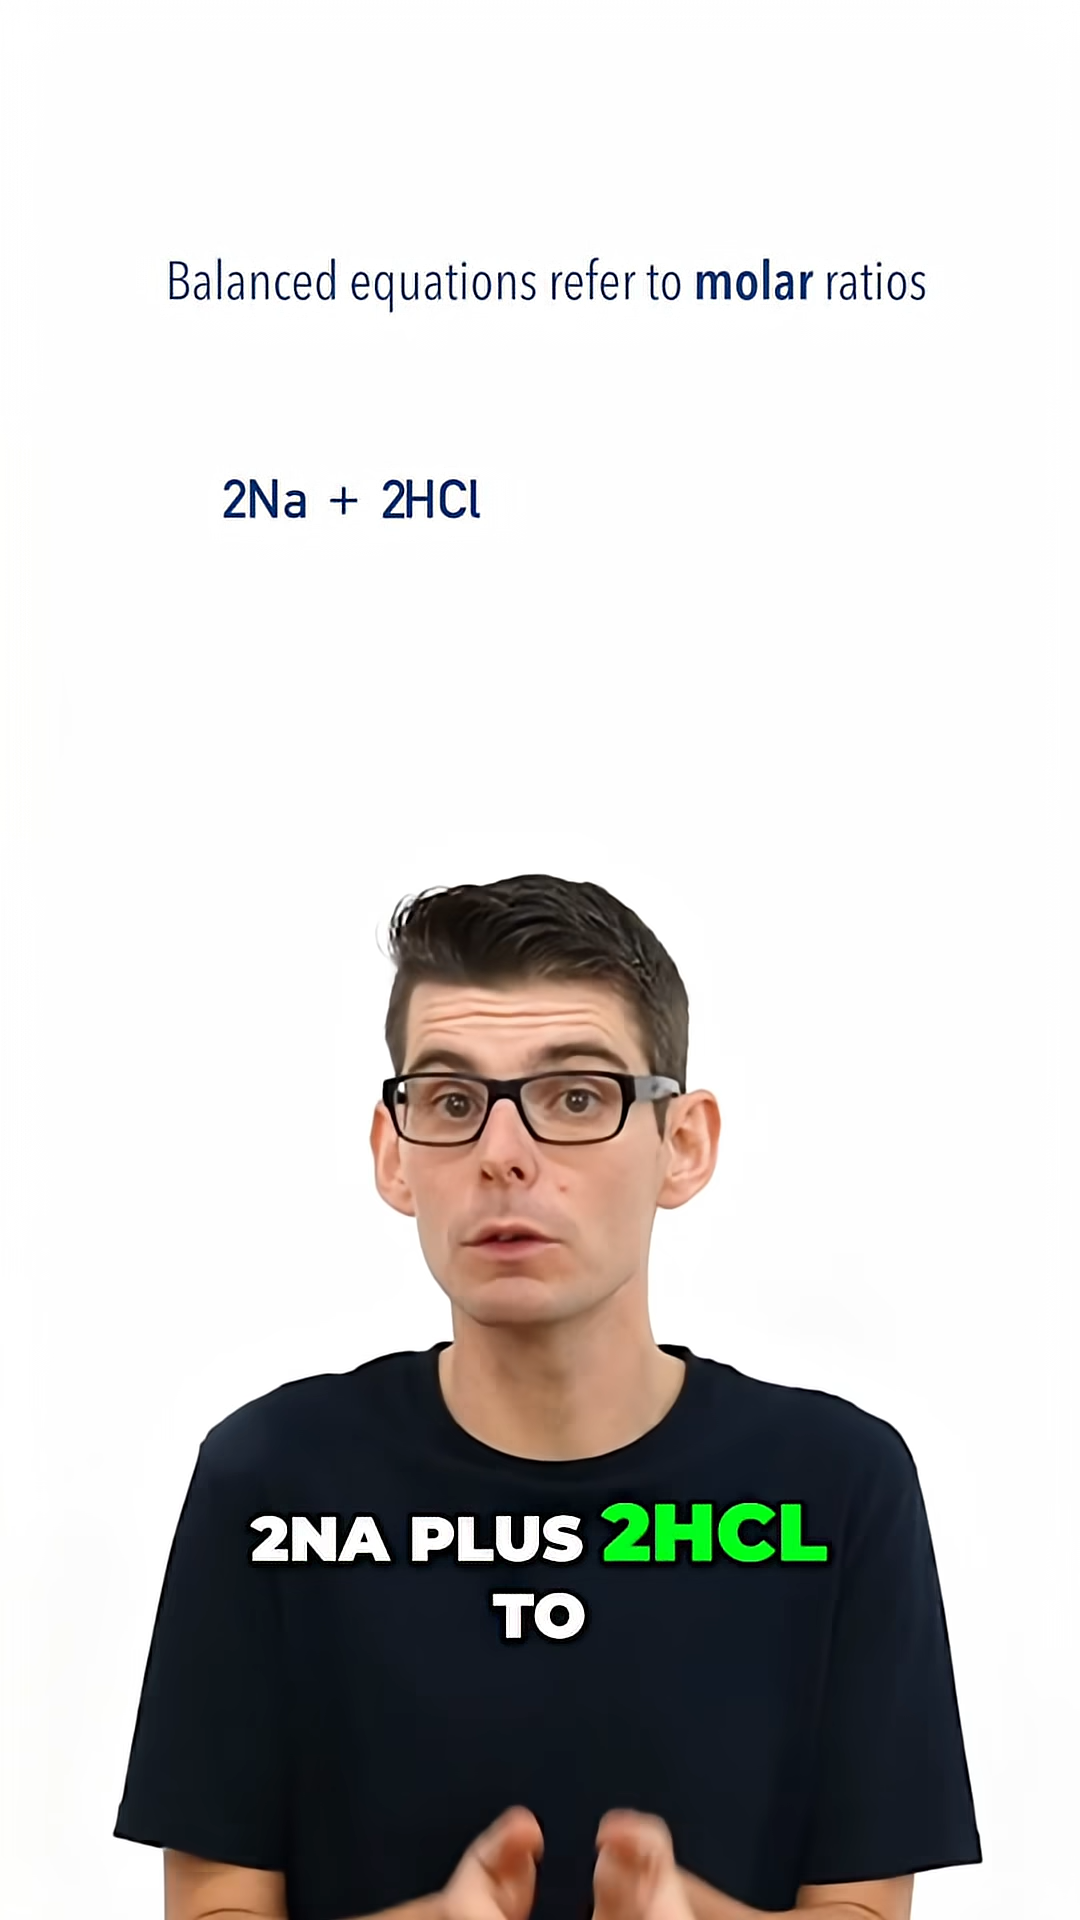 Balanced equations refer to molar ratios
2Na + 2HCl
2NA PLUS 2HCL
TO